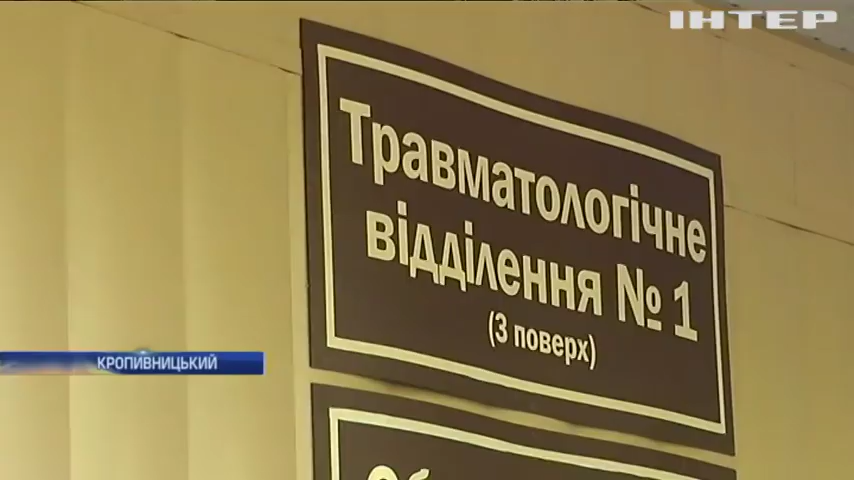 ІНТЕР
Травматологічне
відділення № 1
(3 поверх)
КРОПИВНИЦЬКИЙ